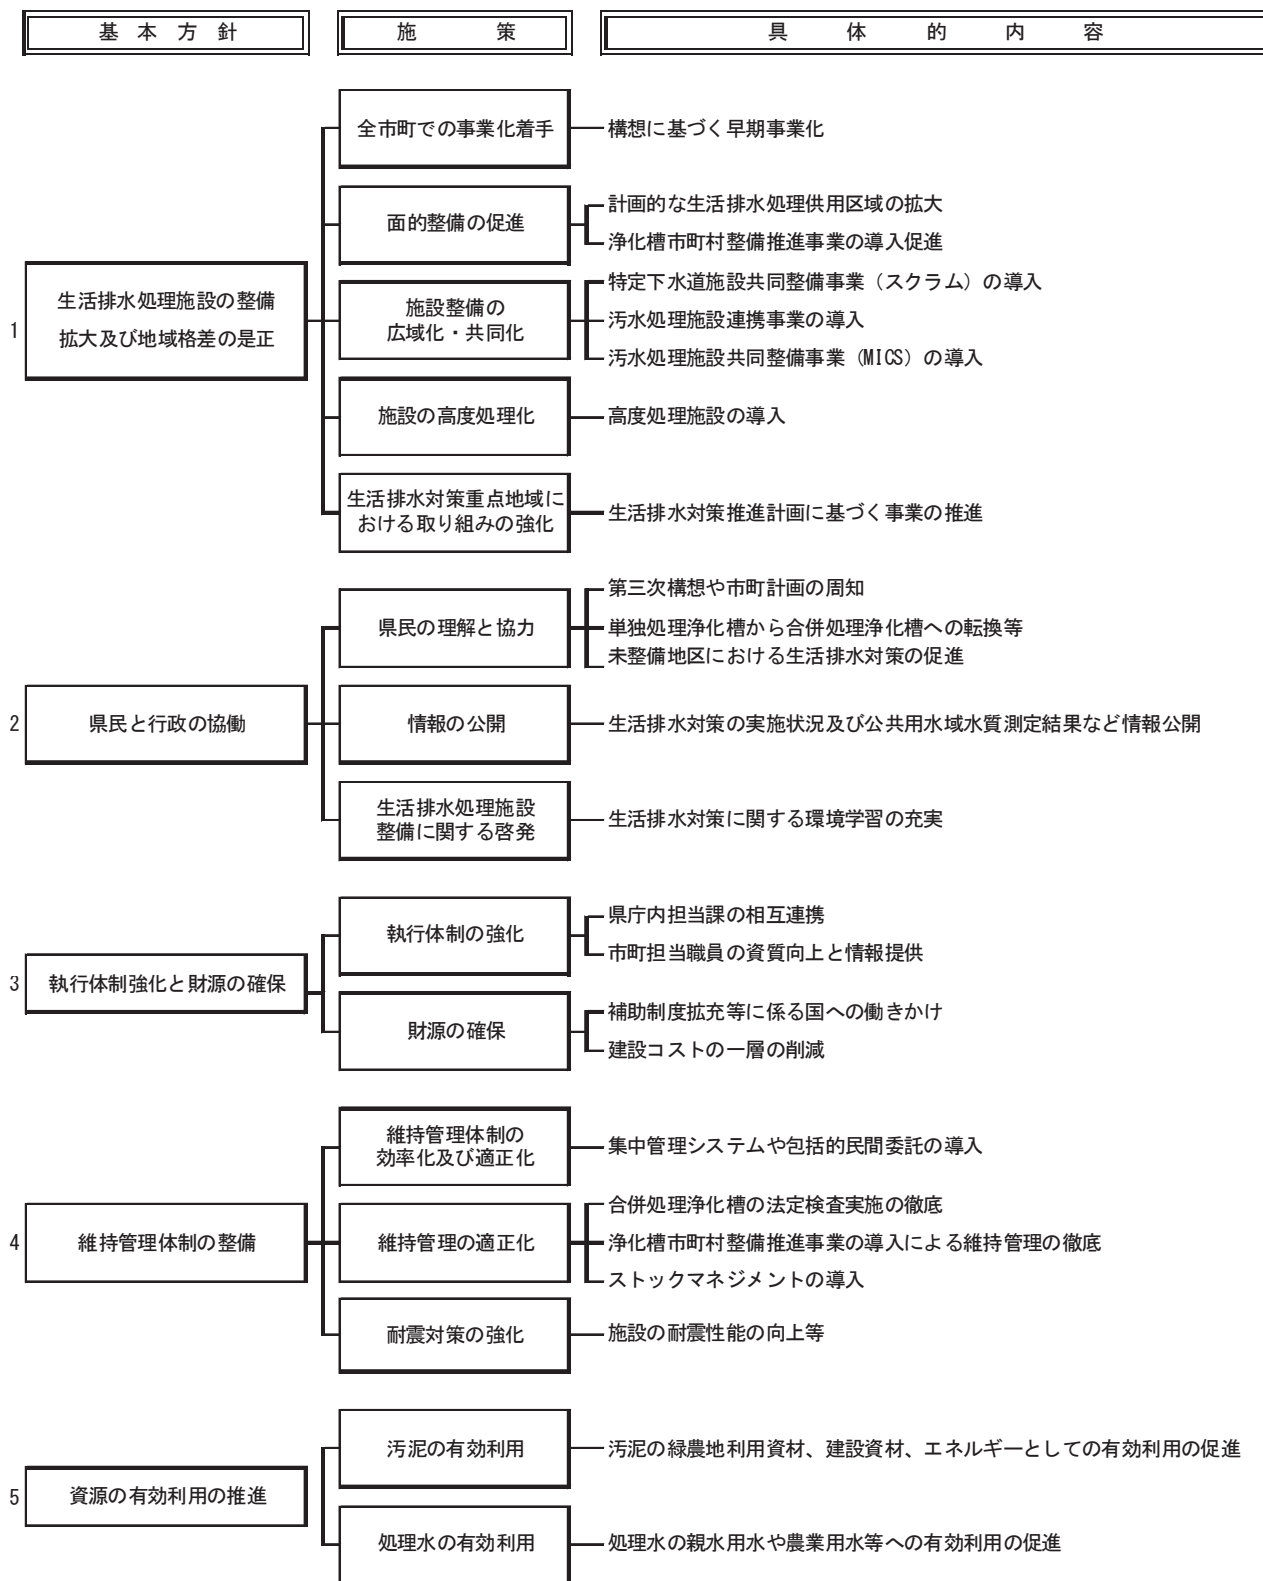 基本方針
施策
具体的内容
全市町での事業化着手
構想に基づく早期事業化
面的整備の促進
計画的な生活排水処理供用区域の拡大
浄化槽市町村整備推進事業の導入促進
1
生活排水処理施設の整備
拡大及び地域格差の是正
施設整備の
広域化・共同化
特定下水道施設共同整備事業（スクラム）の導入
汚水処理施設連携事業の導入
汚水処理施設共同整備事業（MICS）の導入
施設の高度処理化
高度処理施設の導入
生活排水対策重点地域に
おける取り組みの強化
生活排水対策推進計画に基づく事業の推進
県民の理解と協力
第三次構想や市町計画の周知
単独処理浄化槽から合併処理浄化槽への転換等
未整備地区における生活排水対策の促進
2
県民と行政の協働
情報の公開
生活排水対策の実施状況及び公共用水域水質測定結果など情報公開
生活排水処理施設
整備に関する啓発
生活排水対策に関する環境学習の充実
執行体制の強化
県庁内担当課の相互連携
市町担当職員の資質向上と情報提供
3
執行体制強化と財源の確保
財源の確保
補助制度拡充等に係る国への働きかけ
建設コストの一層の削減
維持管理体制の
効率化及び適正化
集中管理システムや包括的民間委託の導入
4
維持管理体制の整備
維持管理の適正化
合併処理浄化槽の法定検査実施の徹底
浄化槽市町村整備推進事業の導入による維持管理の徹底
ストックマネジメントの導入
耐震対策の強化
施設の耐震性能の向上等
汚泥の有効利用
汚泥の緑農地利用資材、建設資材、エネルギーとしての有効利用の促進
5
資源の有効利用の推進
処理水の有効利用
処理水の親水用水や農業用水等への有効利用の促進